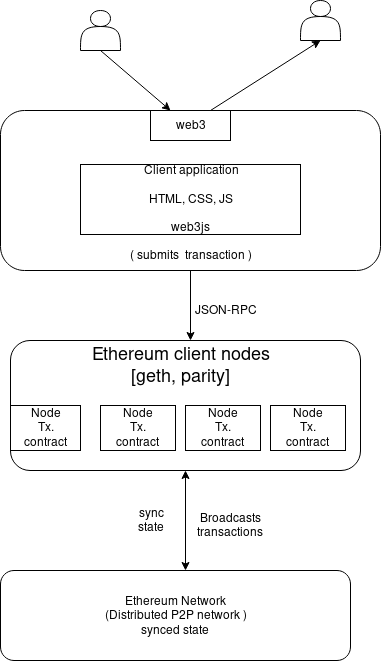 web3
Client application
HTML, CSS, JS
web3js
( submits transaction )
JSON-RPC
Ethereum client nodes
[geth, parity]
Node
Tx.
contract
Node
Tx.
contract
Node
Tx.
contract
Node
Tx.
contract
sync
state
Broadcasts
transactions
Ethereum Network
(Distributed P2P network )
synced state